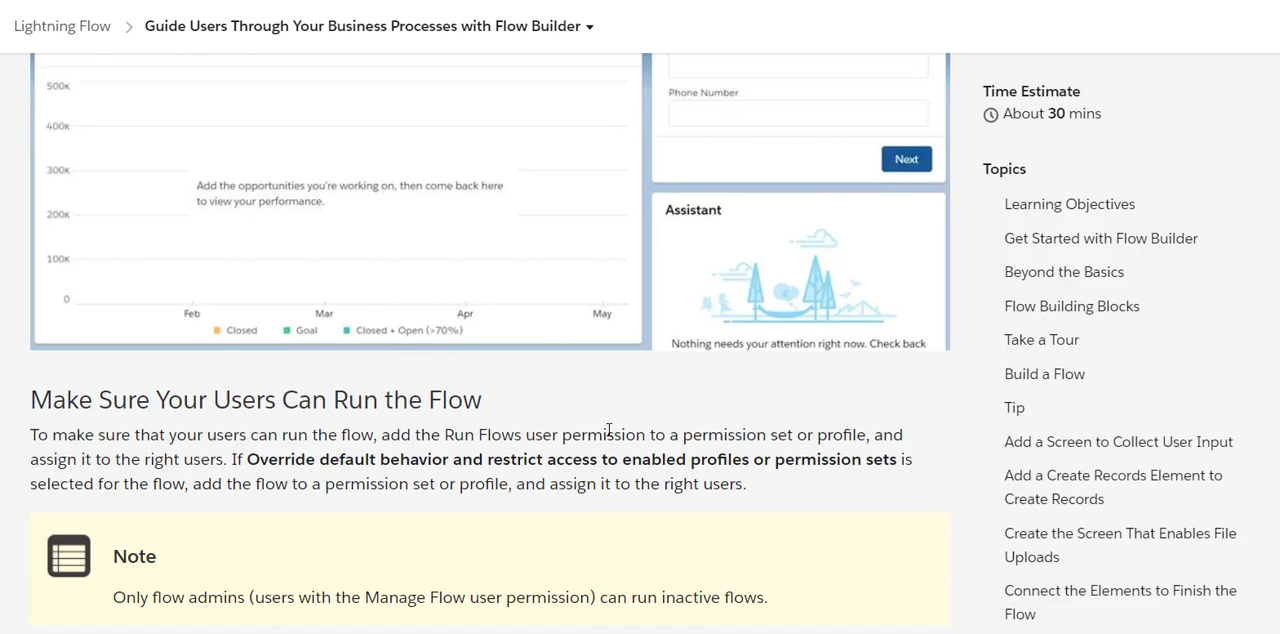 Lightning Flow > Guide Users Through Your Business Processes with Flow Builder
500K
400K
300K
200K
100K
0
Add the opportunities you're working on, then come back here
to view your performance.
Feb Mar Apr May
Closed Goal Closed + Open (>70%)
Phone Number
Next
Assistant
Nothing needs your attention right now. Check back
Make Sure Your Users Can Run the Flow
To make sure that your users can run the flow, add the Run Flows user permission to a permission set or profile, and
assign it to the right users. If Override default behavior and restrict access to enabled profiles or permission sets is
selected for the flow, add the flow to a permission set or profile, and assign it to the right users.
Note
Only flow admins (users with the Manage Flow user permission) can run inactive flows.
Time Estimate
About 30 mins
Topics
Learning Objectives
Get Started with Flow Builder
Beyond the Basics
Flow Building Blocks
Take a Tour
Build a Flow
Tip
Add a Screen to Collect User Input
Add a Create Records Element to
Create Records
Create the Screen That Enables File
Uploads
Connect the Elements to Finish the
Flow